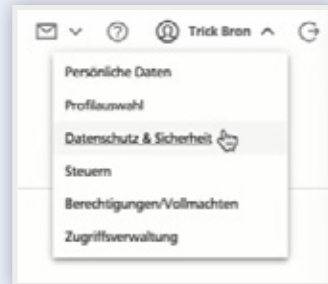 Trick Bron
Persönliche Daten
Profilauswahl
Datenschutz & Sicherheit
Steuern
Berechtigungen/Vollmachten
Zugriffsverwaltung